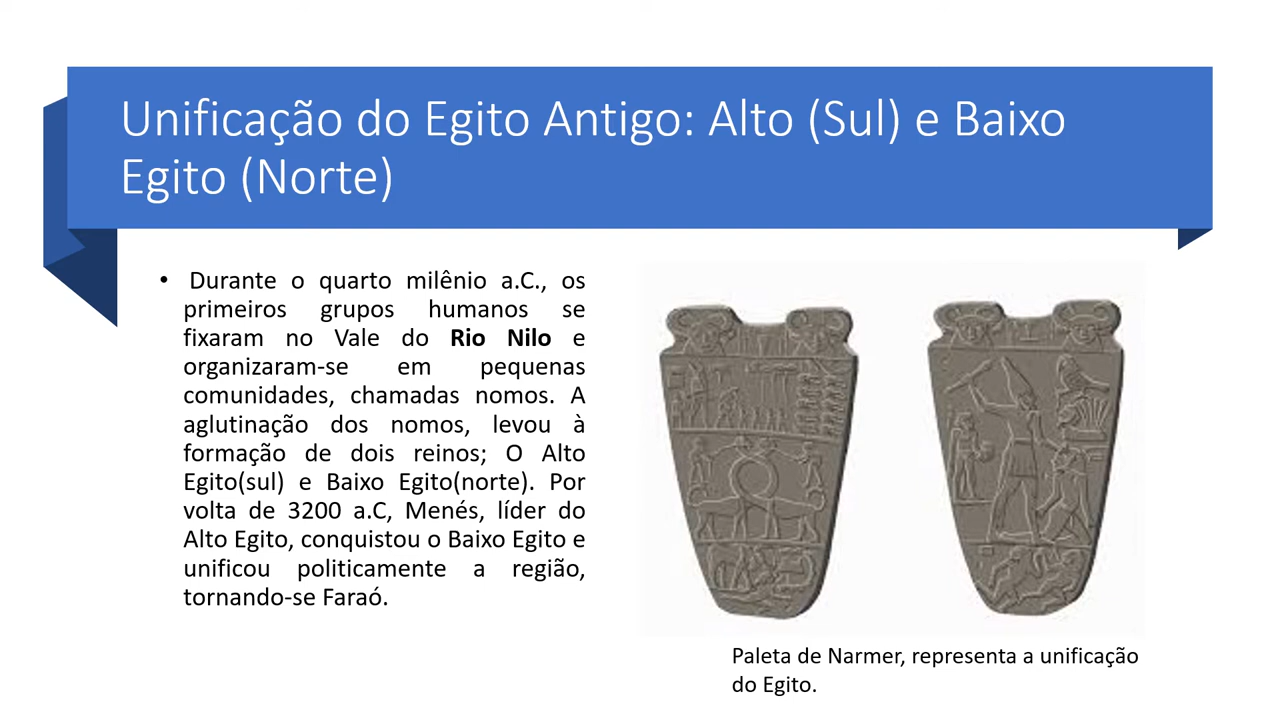 Unificação do Egito Antigo: Alto (Sul) e Baixo
Egito (Norte)
• Durante o quarto milênio a.C., os
primeiros grupos humanos se
fixaram no Vale do Rio Nilo e
organizaram-se em pequenas
comunidades, chamadas nomos. A
aglutinação dos nomos, levou à
formação de dois reinos; O Alto
Egito(sul) e Baixo Egito(norte). Por
volta de 3200 a.C, Menés, líder do
Alto Egito, conquistou o Baixo Egito e
unificou politicamente a região,
tornando-se Faraó.
Paleta de Narmer, representa a unificação
do Egito.